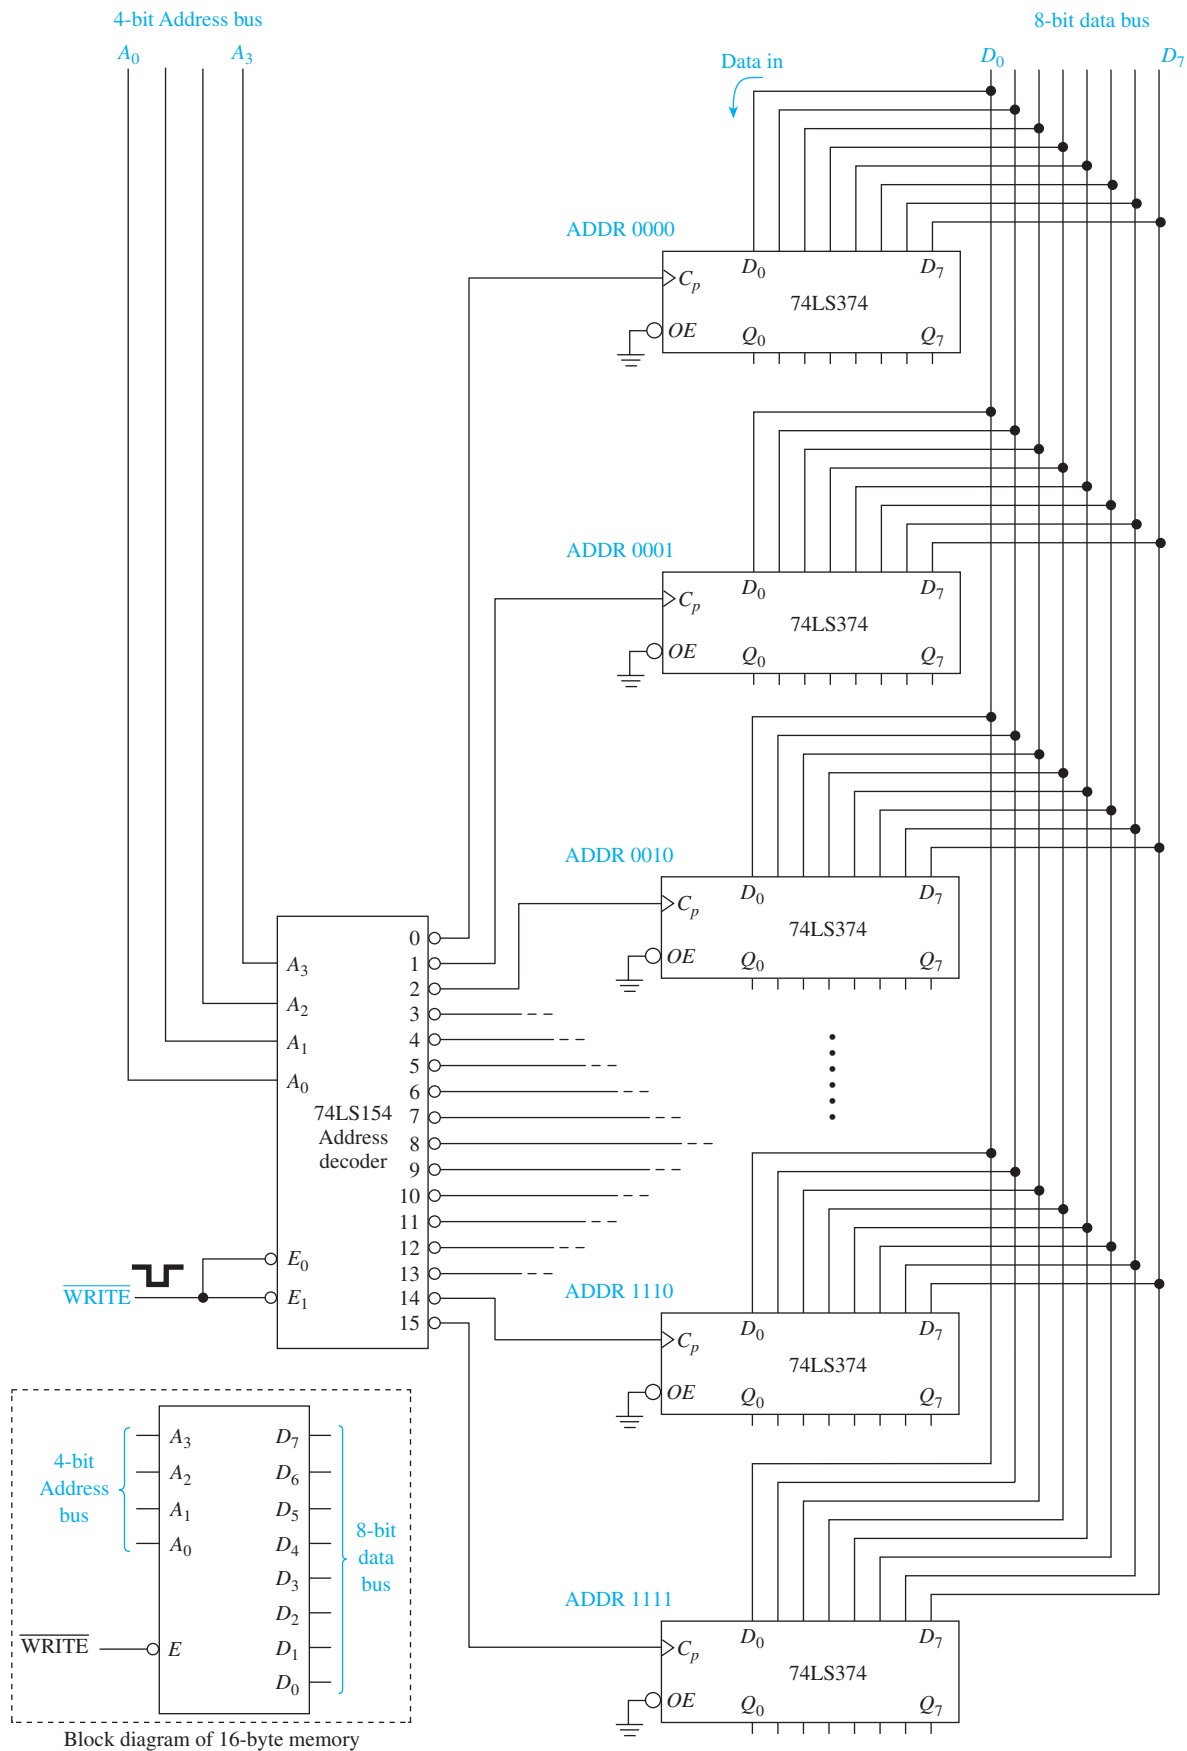 4-bit Address bus
8-bit data bus
A0 A3
Data in
D0 D7
ADDR 0000
D0 D7
Cp
74LS374
OE
Q0 Q7
ADDR 0001
D0 D7
Cp
74LS374
OE
Q0 Q7
ADDR 0010
D0 D7
Cp
74LS374
OE
Q0 Q7
A3
A2
A1
A0
74LS154
Address
decoder
E0
E1
0
1
2
3
4
5
6
7
8
9
10
11
12
13
14
15
WRITE
ADDR 1110
D0 D7
Cp
74LS374
OE
Q0 Q7
ADDR 1111
D0 D7
Cp
74LS374
OE
Q0 Q7
4-bit
Address
bus
A3
A2
A1
A0
WRITE
E
D7
D6
D5
D4
D3
D2
D1
D0
8-bit
data
bus
Block diagram of 16-byte memory